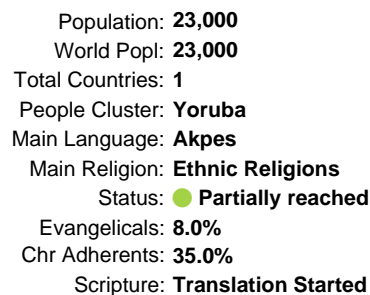 Population: 23,000
World Popl: 23,000
Total Countries: 1
People Cluster: Yoruba
Main Language: Akpes
Main Religion: Ethnic Religions
Status: Partially reached
Evangelicals: 8.0%
Chr Adherents: 35.0%
Scripture: Translation Started